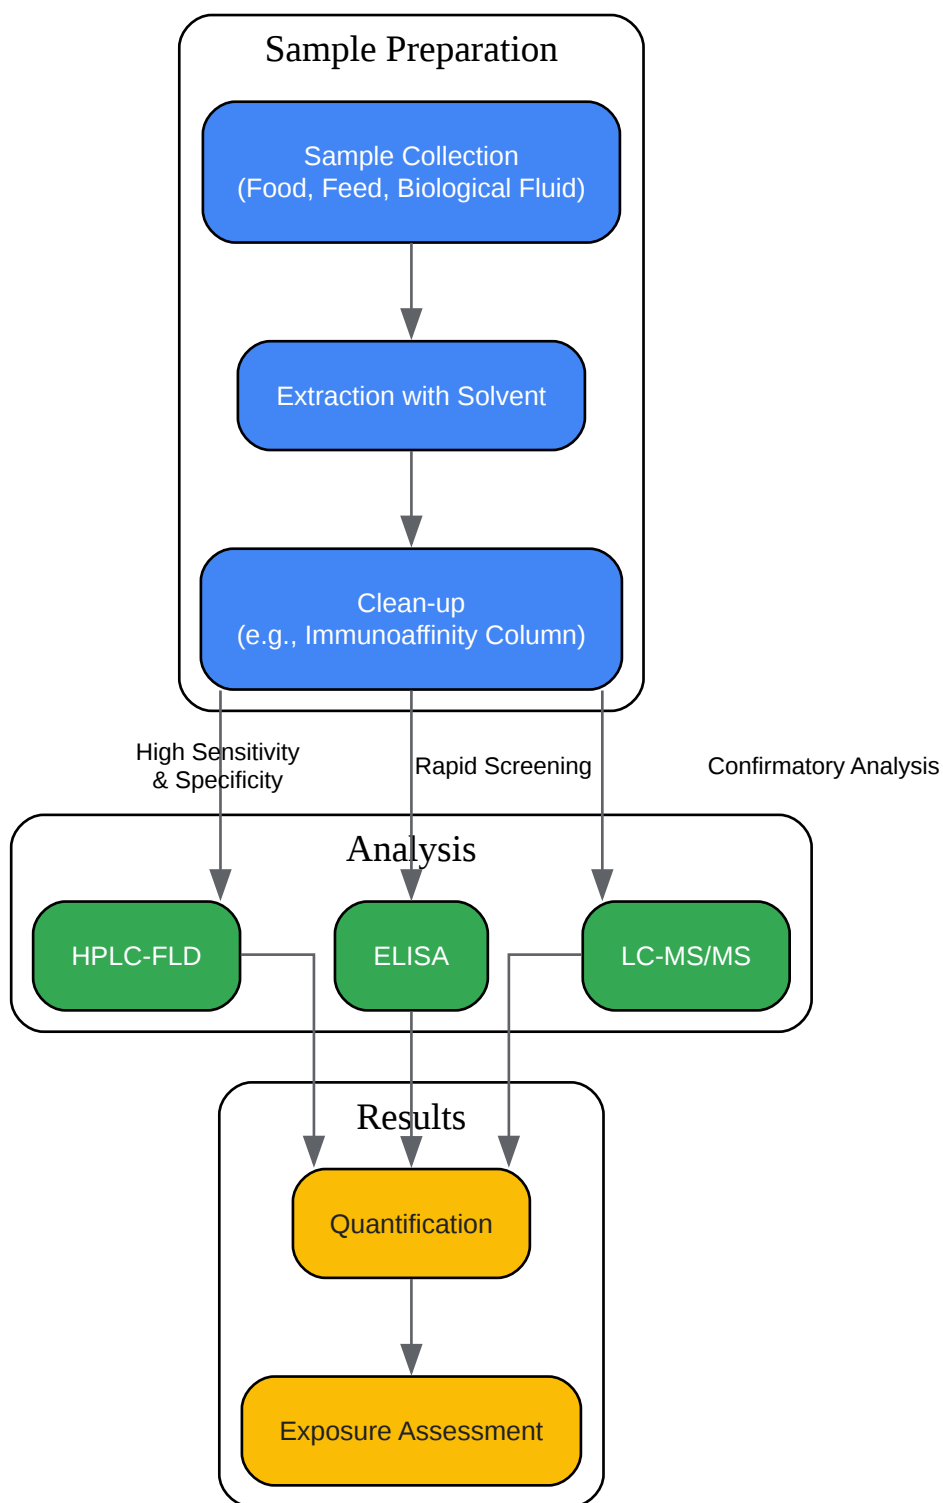 Sample Preparation
Sample Collection
(Food, Feed, Biological Fluid)
Extraction with Solvent
Clean-up
(e.g., Immunoaffinity Column)
High Sensitivity
& Specificity
Rapid Screening
Confirmatory Analysis
Analysis
HPLC-FLD
ELISA
LC-MS/MS
Results
Quantification
Exposure Assessment